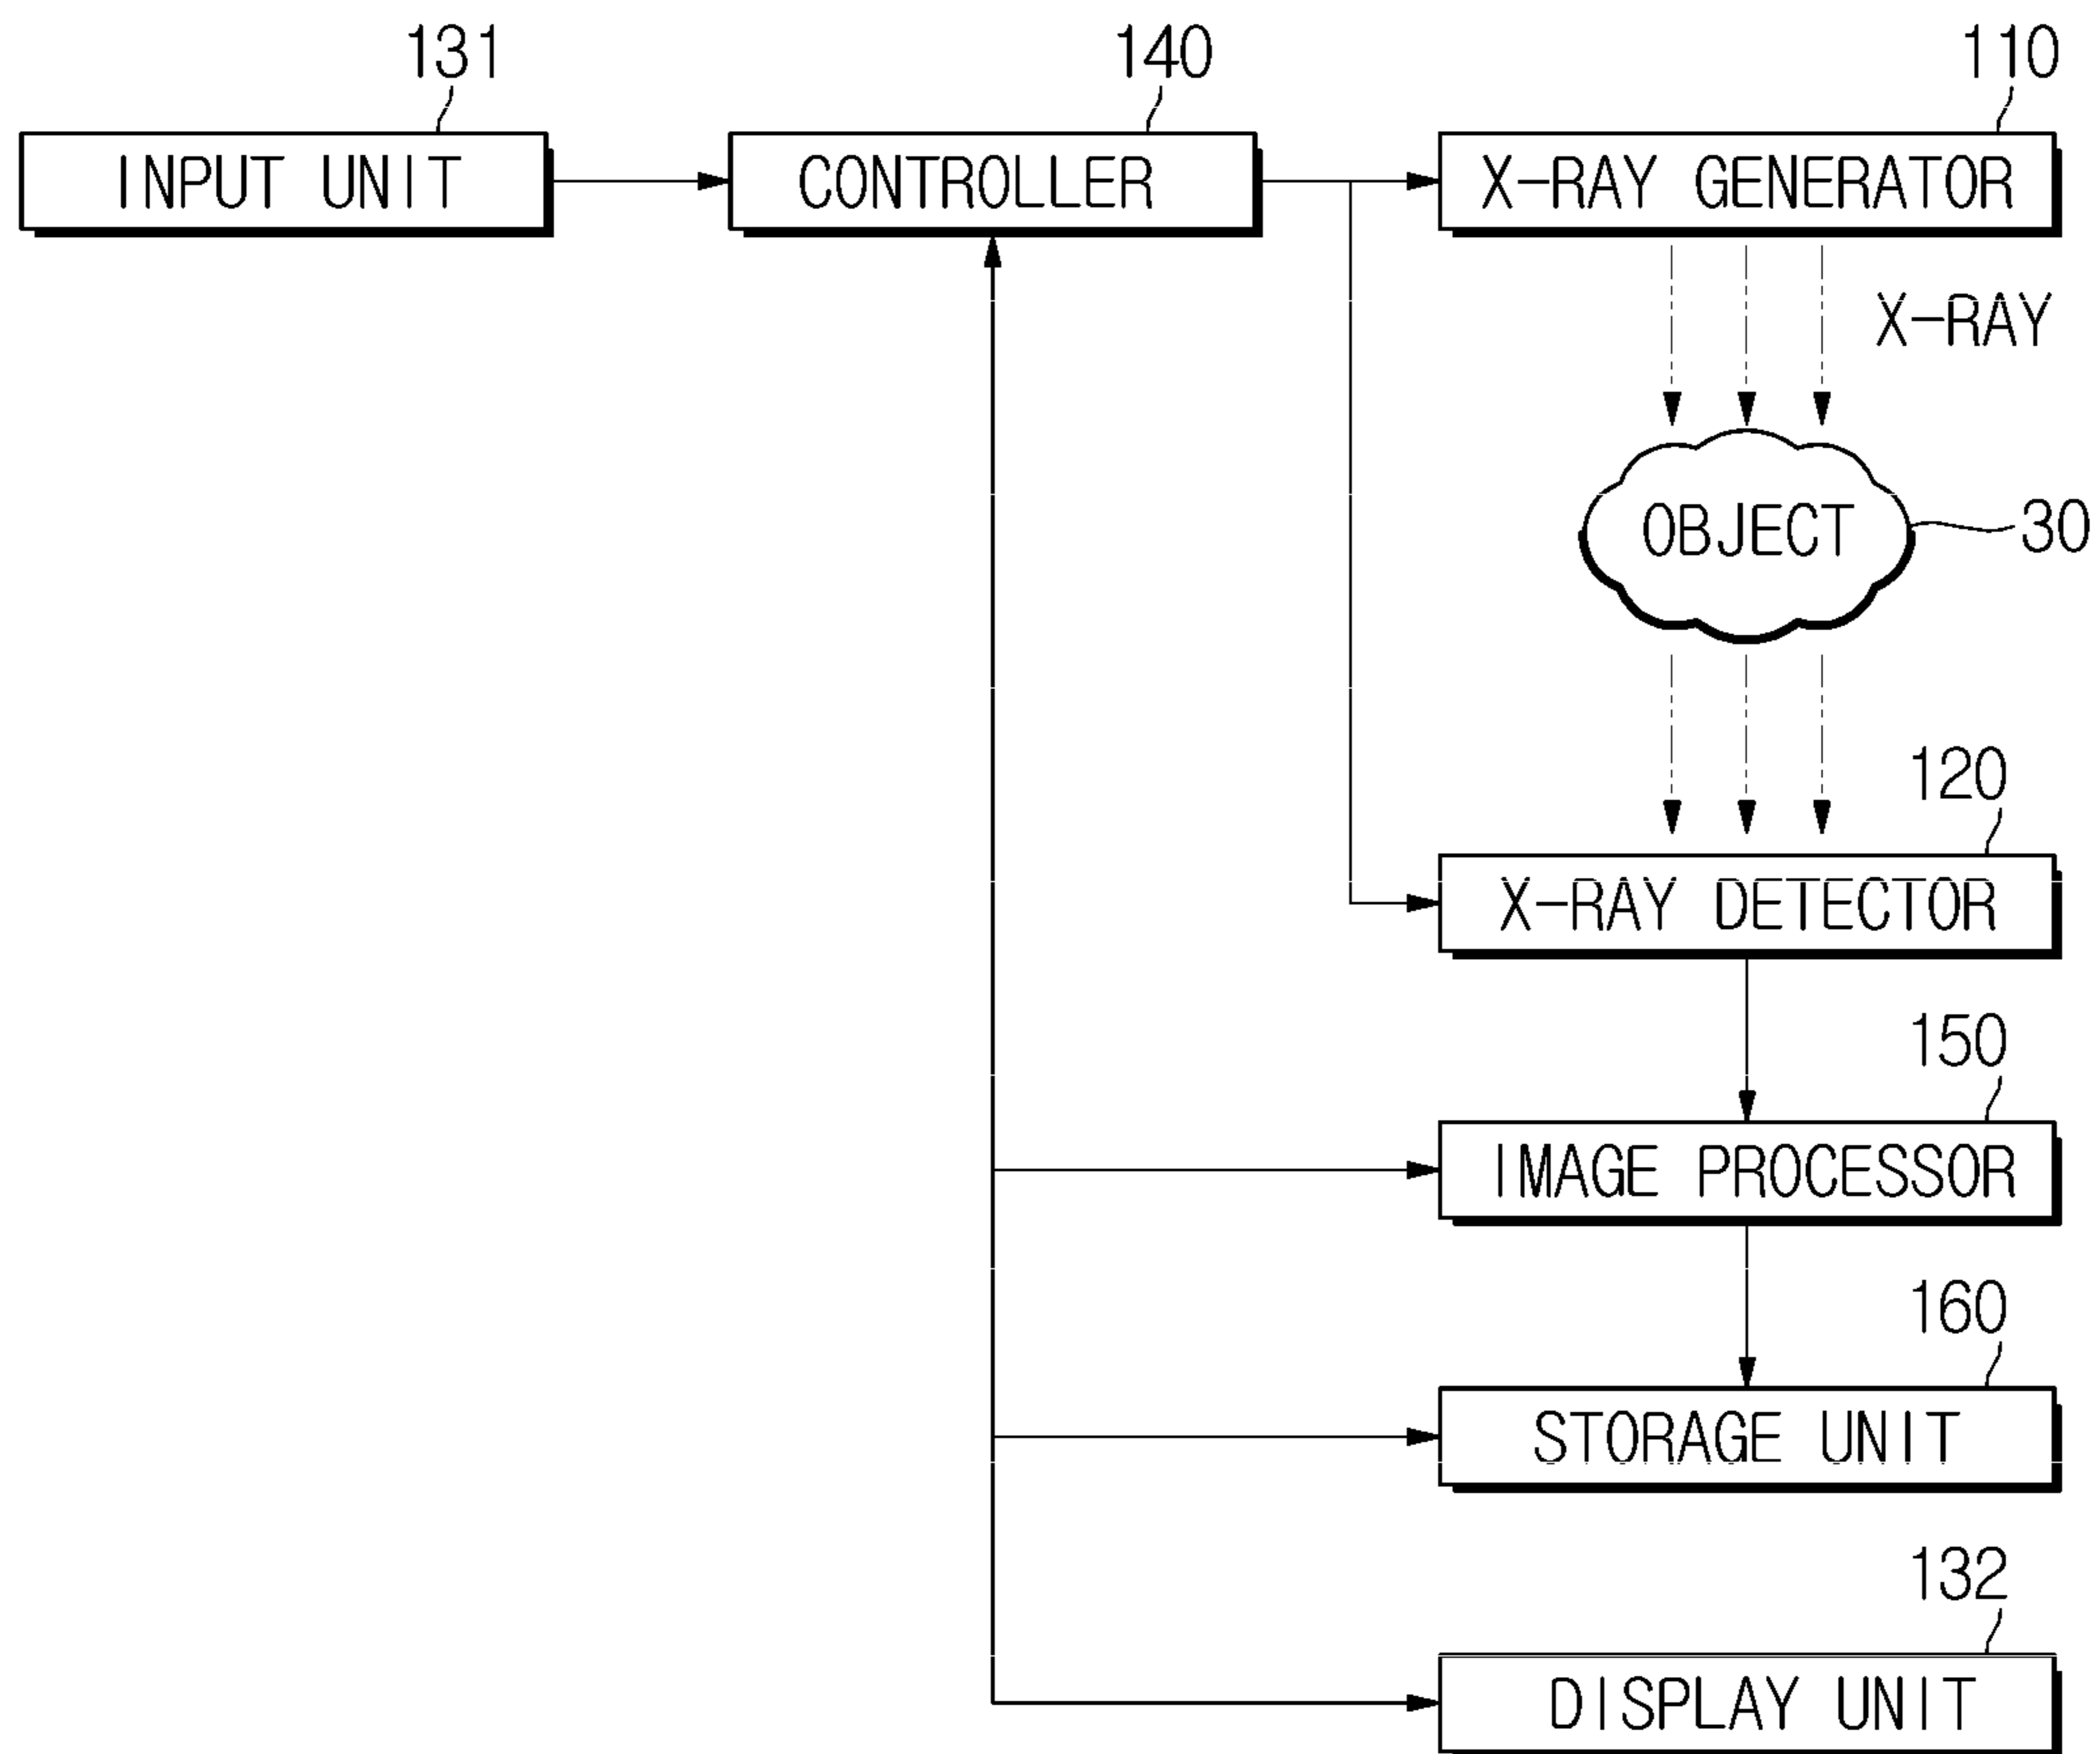 131
140
110
INPUT UNIT
CONTROLLER
X-RAY GENERATOR
X-RAY
OBJECT
30
120
X-RAY DETECTOR
150
IMAGE PROCESSOR
160
STORAGE UNIT
132
DISPLAY UNIT